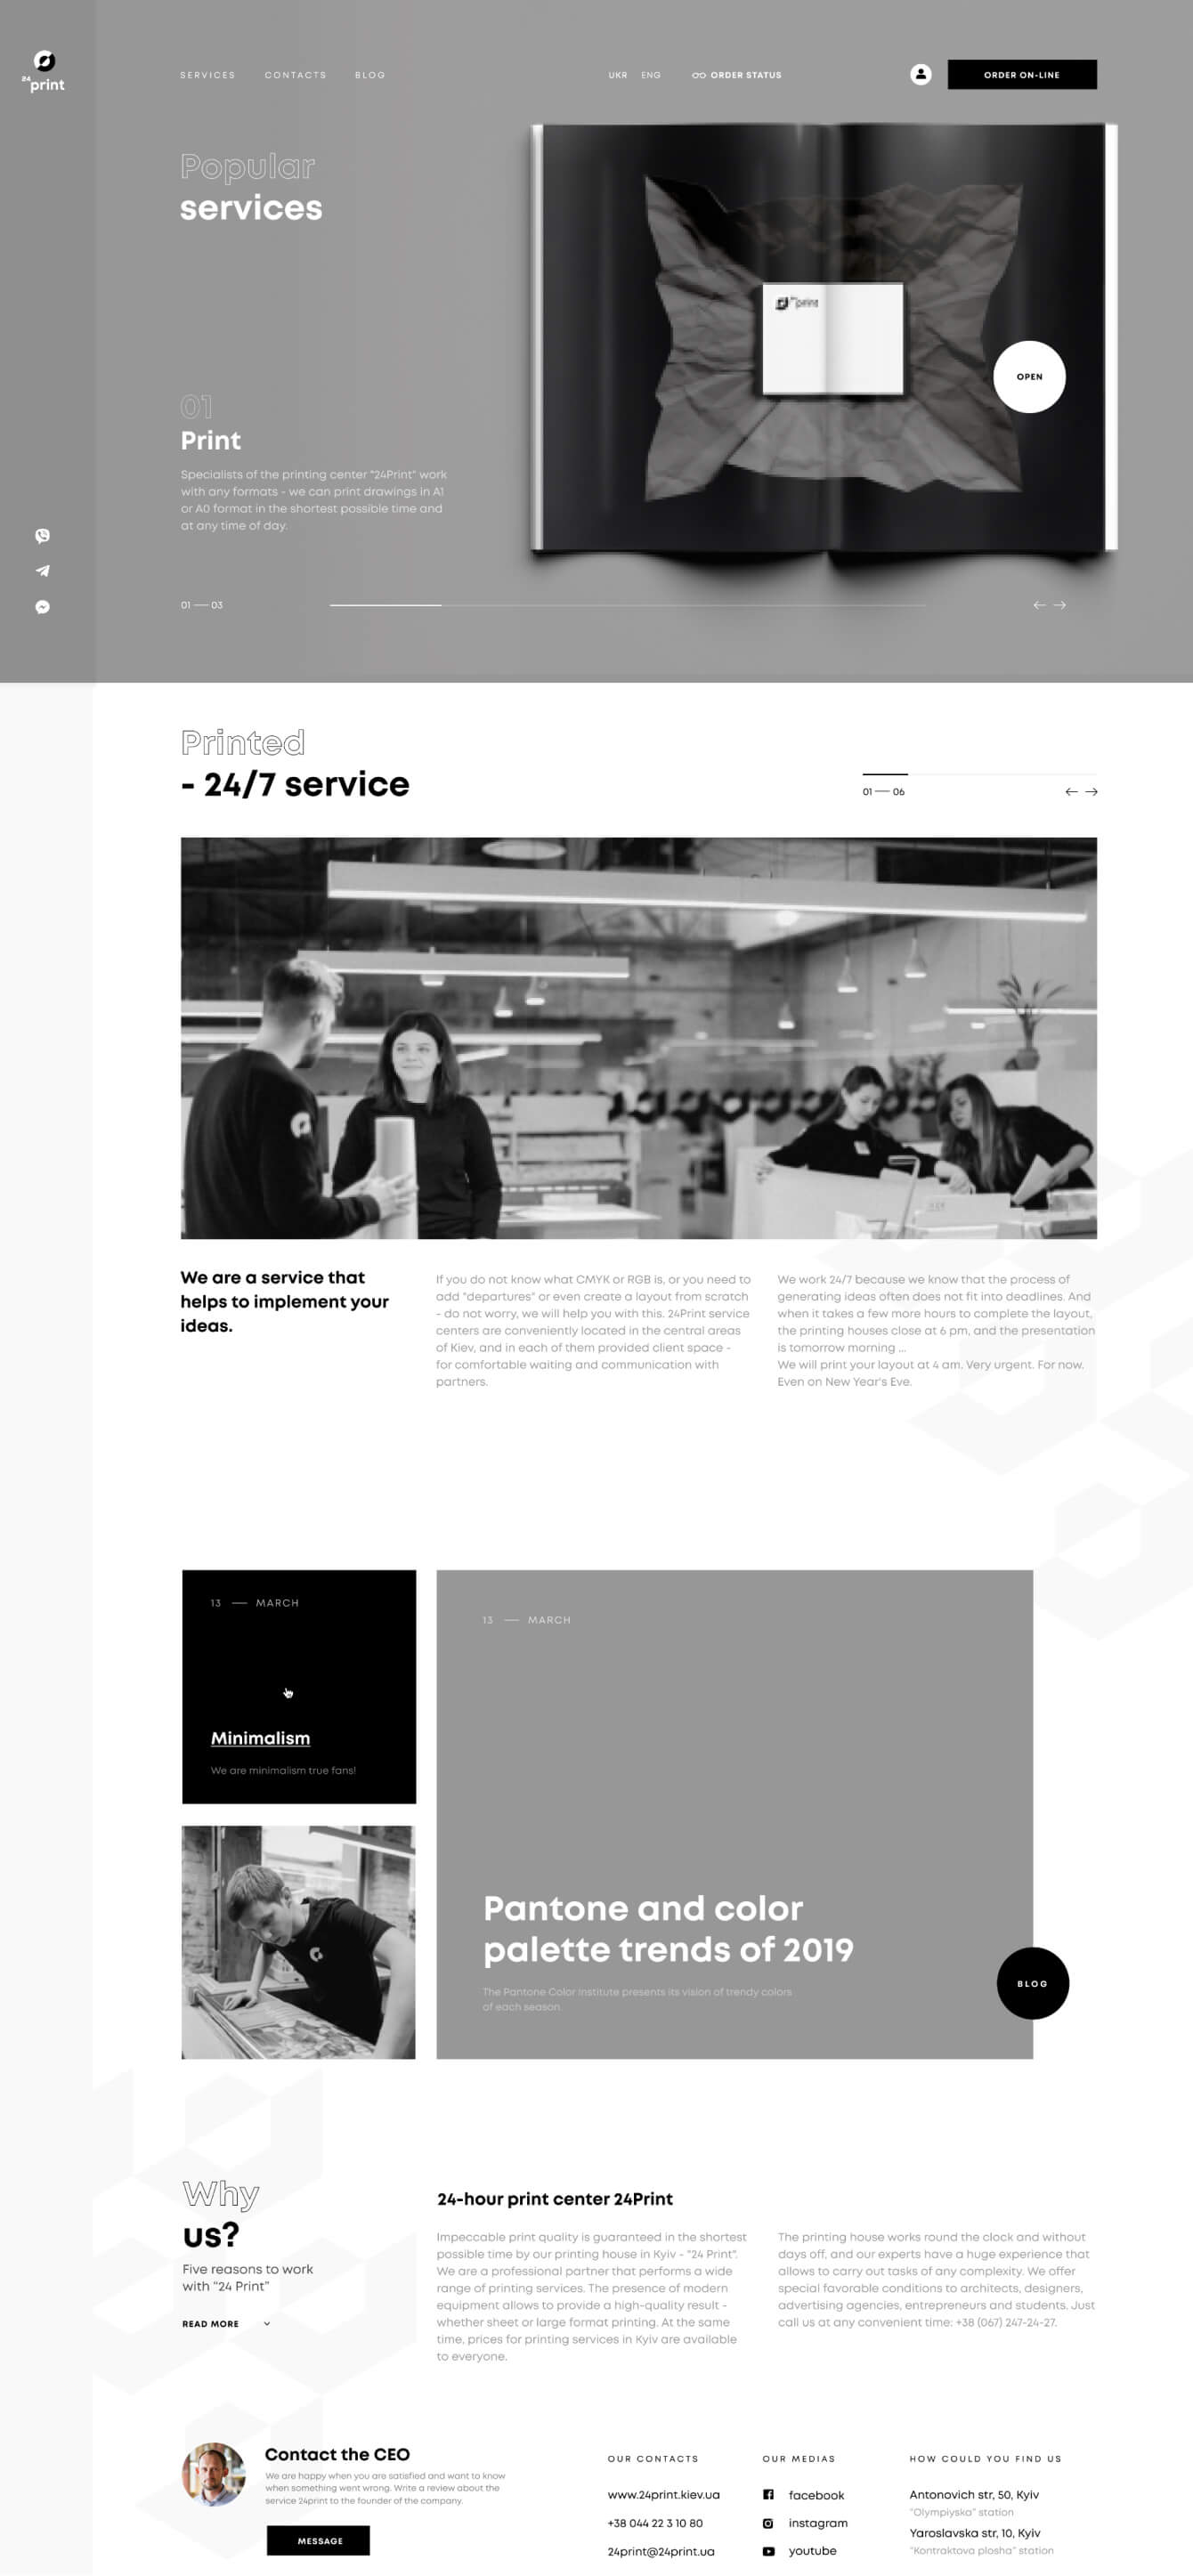 24print
SERVICES CONTACTS BLOG
UKR ENG ORDER STATUS
ORDER ON-LINE
Popular
services
24print
OPEN
01
Print
Specialists of the printing center "24Print" work
with any formats - we can print drawings in A1
or A0 format in the shortest possible time and
at any time of day.
01 — 03
Printed
- 24/7 service
01 — 06
We are a service that
helps to implement your
ideas.
If you do not know what CMYK or RGB is, or you need to
add "departures" or even create a layout from scratch
- do not worry, we will help you with this. 24Print service
centers are conveniently located in the central areas
of Kiev, and in each of them provided client space -
for comfortable waiting and communication with
partners.
We work 24/7 because we know that the process of
generating ideas often does not fit into deadlines. And
when it takes a few more hours to complete the layout,
the printing houses close at 6 pm, and the presentation
is tomorrow morning ...
We will print your layout at 4 am. Very urgent. For now.
Even on New Year's Eve.
13 — MARCH
Minimalism
We are minimalism true fans!
13 — MARCH
Pantone and color
palette trends of 2019
The Pantone Color Institute presents its vision of trendy colors
of each season.
BLOG
Why
us?
Five reasons to work
with "24 Print"
READ MORE
24-hour print center 24Print
Impeccable print quality is guaranteed in the shortest
possible time by our printing house in Kyiv - "24 Print".
We are a professional partner that performs a wide
range of printing services. The presence of modern
equipment allows to provide a high-quality result -
whether sheet or large format printing. At the same
time, prices for printing services in Kyiv are available
to everyone.
The printing house works round the clock and without
days off, and our experts have a huge experience that
allows to carry out tasks of any complexity. We offer
special favorable conditions to architects, designers,
advertising agencies, entrepreneurs and students. Just
call us at any convenient time: +38 (067) 247-24-27.
Contact the CEO
We are happy when you are satisfied and want to know
when something went wrong. Write a review about the
service 24print to the founder of the company.
MESSAGE
OUR CONTACTS
www.24print.kiev.ua
+38 044 22 3 10 80
24print@24print.ua
OUR MEDIAS
facebook
instagram
youtube
HOW COULD YOU FIND US
Antonovich str, 50, Kyiv
"Olympiyska" station
Yaroslavska str, 10, Kyiv
"Kontraktova plosha" station